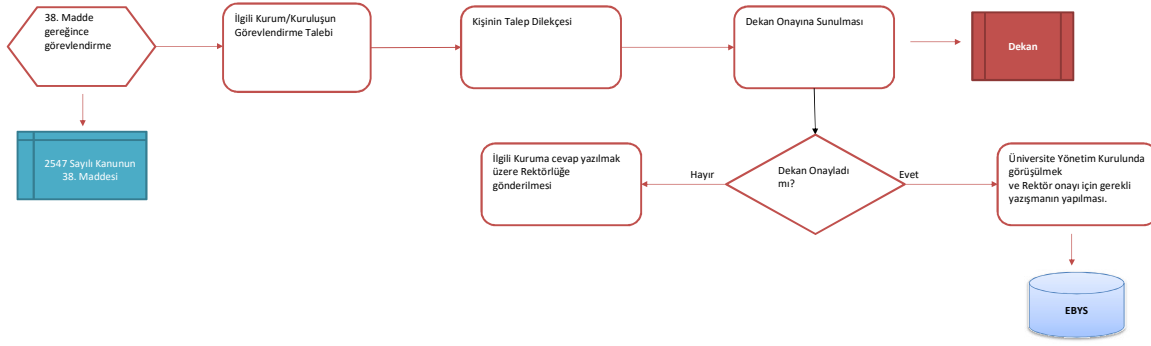 38. Madde
gereğince
görevlendirme
İlgili Kurum/Kuruluşun
Görevlendirme Talebi
Kişinin Talep Dilekçesi
Dekan Onayına Sunulması
Dekan
2547 Sayılı Kanunun
38. Maddesi
İlgili Kuruma cevap yazılmak
üzere Rektörlüğe
gönderilmesi
Hayır
Dekan Onayladı
mı?
Evet
Üniversite Yönetim Kurulunda
görüşülmek
ve Rektör onayı için gerekli
yazışmanın yapılması.
EBYS